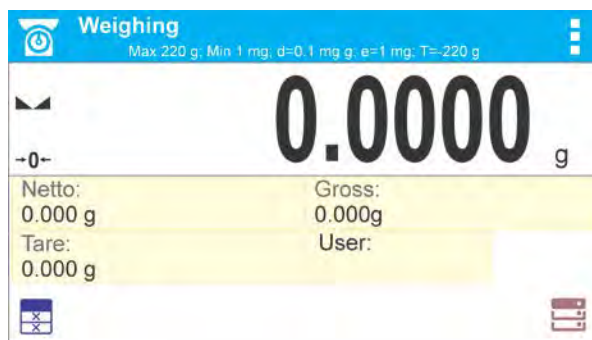 Weighing
Max 220 g; Min 1 mg; d=0.1 mg g; e=1 mg; T=-220 g
0.0000 g
→0←
Netto:
0.000 g
Gross:
0.000g
Tare:
0.000 g
User: